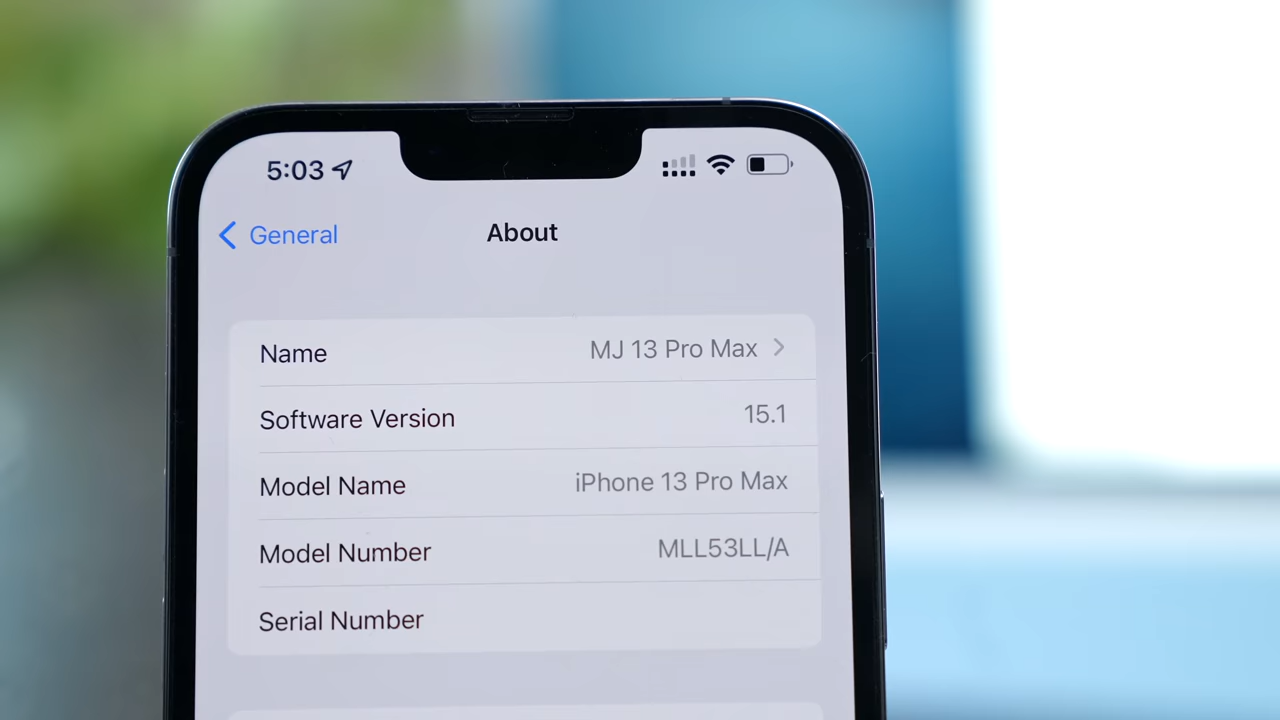 5:03
General
About
Name MJ 13 Pro Max
Software Version 15.1
Model Name iPhone 13 Pro Max
Model Number MLL53LL/A
Serial Number